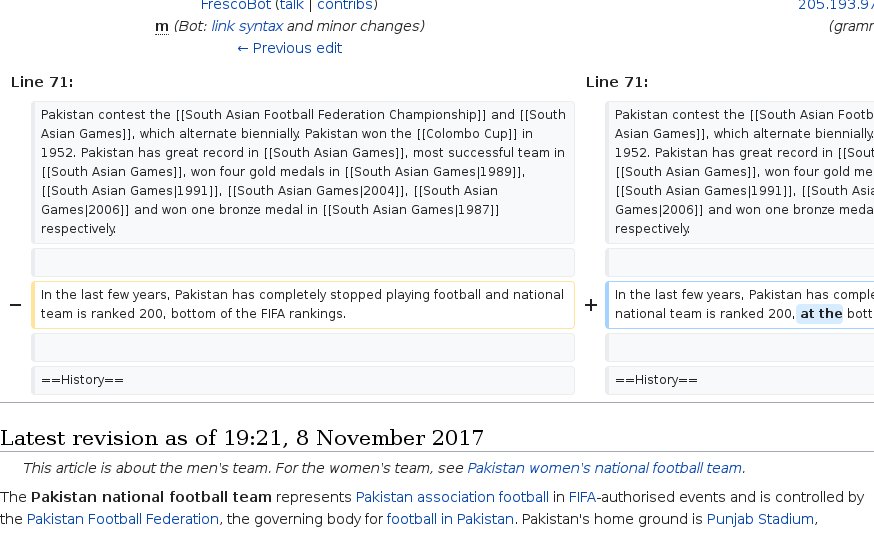 FrescoBot (talk | contribs)
205.193.97
m (Bot: link syntax and minor changes)
(gramm
← Previous edit
Line 71:
Line 71:
Pakistan contest the [[South Asian Football Federation Championship]] and [[South
Asian Games]], which alternate biennially. Pakistan won the [[Colombo Cup]] in
1952. Pakistan has great record in [[South Asian Games]], most successful team in
[[South Asian Games]], won four gold medals in [[South Asian Games|1989]],
[[South Asian Games|1991]], [[South Asian Games|2004]], [[South Asian
Games|2006]] and won one bronze medal in [[South Asian Games|1987]]
respectively.
Pakistan contest the [[South Asian Footb
Asian Games]], which alternate biennially.
1952. Pakistan has great record in [[Sout
[[South Asian Games]], won four gold me
[[South Asian Games|1991]], [[South Asia
Games|2006]] and won one bronze meda
respectively.
− In the last few years, Pakistan has completely stopped playing football and national
team is ranked 200, bottom of the FIFA rankings.
+ In the last few years, Pakistan has comple
national team is ranked 200, at the bott
==History==
==History==
Latest revision as of 19:21, 8 November 2017
This article is about the men's team. For the women's team, see Pakistan women's national football team.
The Pakistan national football team represents Pakistan association football in FIFA-authorised events and is controlled by
the Pakistan Football Federation, the governing body for football in Pakistan. Pakistan's home ground is Punjab Stadium,